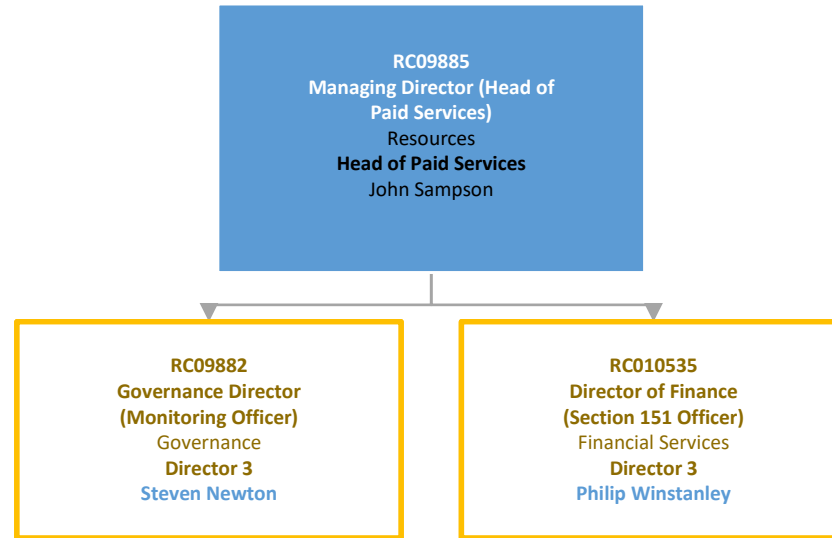 RC09885
Managing Director (Head of
Paid Services)
Resources
Head of Paid Services
John Sampson
RC09882
Governance Director
(Monitoring Officer)
Governance
Director 3
Steven Newton
RC010535
Director of Finance
(Section 151 Officer)
Financial Services
Director 3
Philip Winstanley